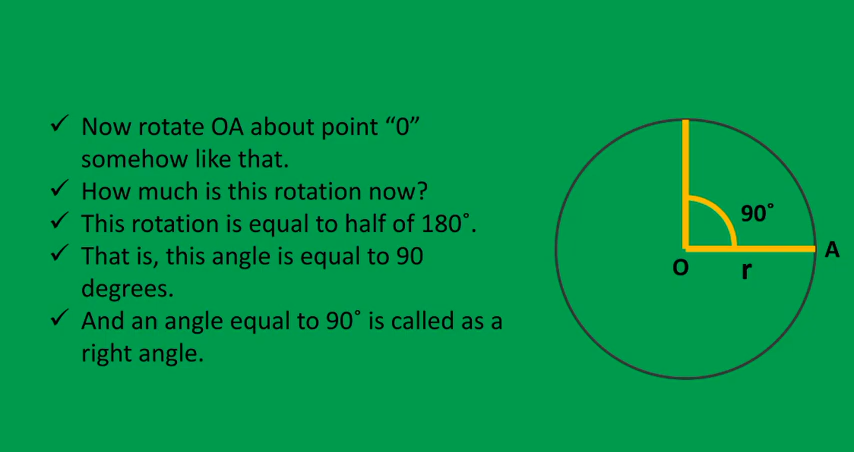 ✓ Now rotate OA about point “0”
somehow like that.
✓ How much is this rotation now?
✓ This rotation is equal to half of 180˚.
✓ That is, this angle is equal to 90
degrees.
✓ And an angle equal to 90˚ is called as a
right angle.
90˚
A
O
r